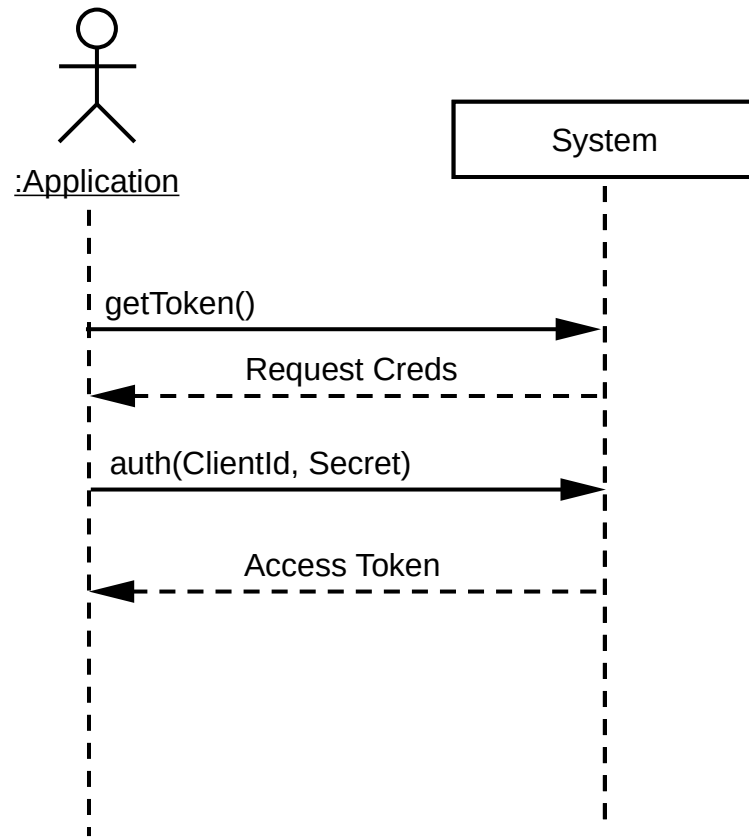 System
:Application
getToken()
Request Creds
auth(ClientId, Secret)
Access Token